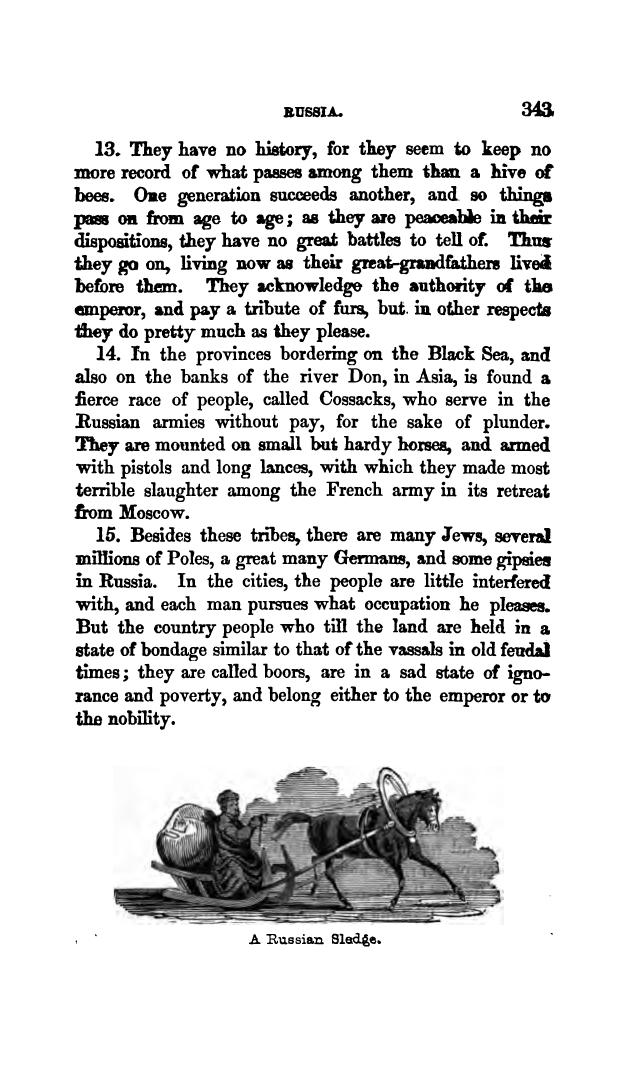 RUSSIA. 343
13. They have no history, for they seem to keep no
more record of what passes among them than a hive of
bees. One generation succeeds another, and so things
pass on from age to age; as they are peaceable in their
dispositions, they have no great battles to tell of. Thus
they go on, living now as their great-grandfathers lived
before them. They acknowledge the authority of the
emperor, and pay a tribute of furs, but in other respects
they do pretty much as they please.
14. In the provinces bordering on the Black Sea, and
also on the banks of the river Don, in Asia, is found a
fierce race of people, called Cossacks, who serve in the
Russian armies without pay, for the sake of plunder.
They are mounted on small but hardy horses, and armed
with pistols and long lances, with which they made most
terrible slaughter among the French army in its retreat
from Moscow.
15. Besides these tribes, there are many Jews, several
millions of Poles, a great many Germans, and some gipsies
in Russia. In the cities, the people are little interfered
with, and each man pursues what occupation he pleases.
But the country people who till the land are held in a
state of bondage similar to that of the vassals in old feudal
times; they are called boors, are in a sad state of igno-
rance and poverty, and belong either to the emperor or to
the nobility.
A Russian Sledge.